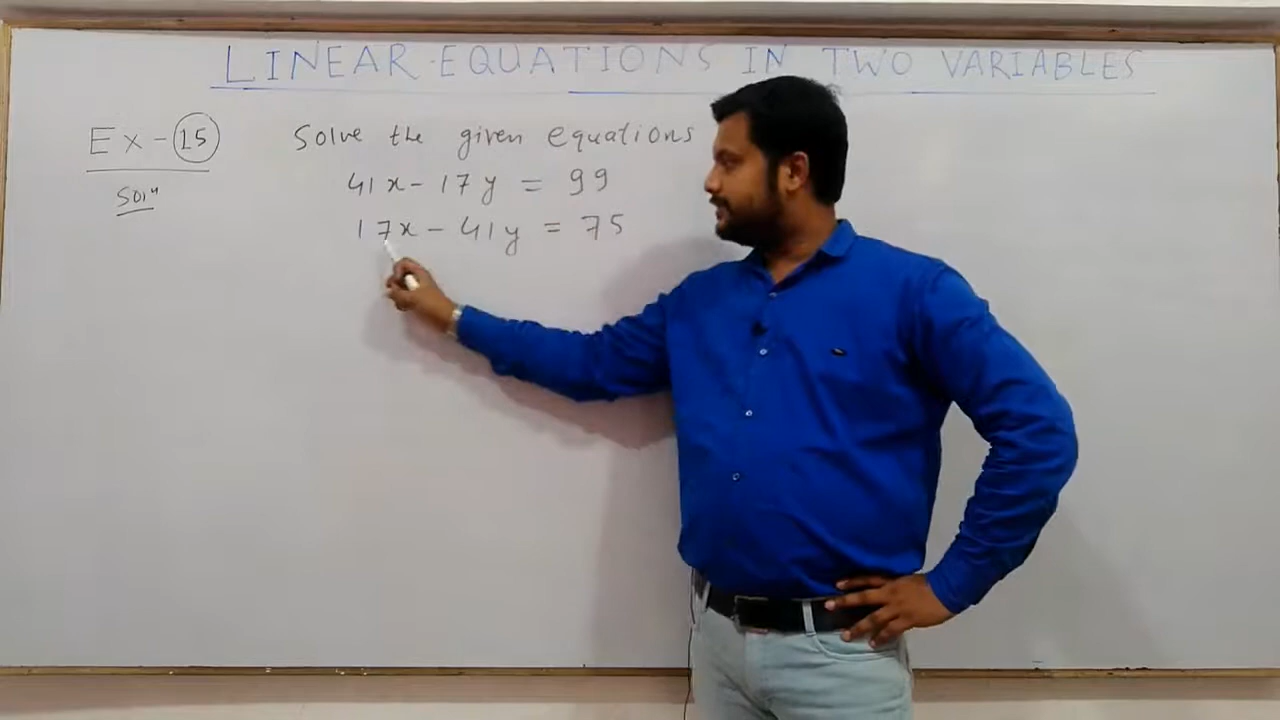 LINEAR EQUATIONS IN TWO VARIABLES
Ex - 15 Solve the given equations
Solⁿ 41x - 17y = 99
17x - 41y = 75